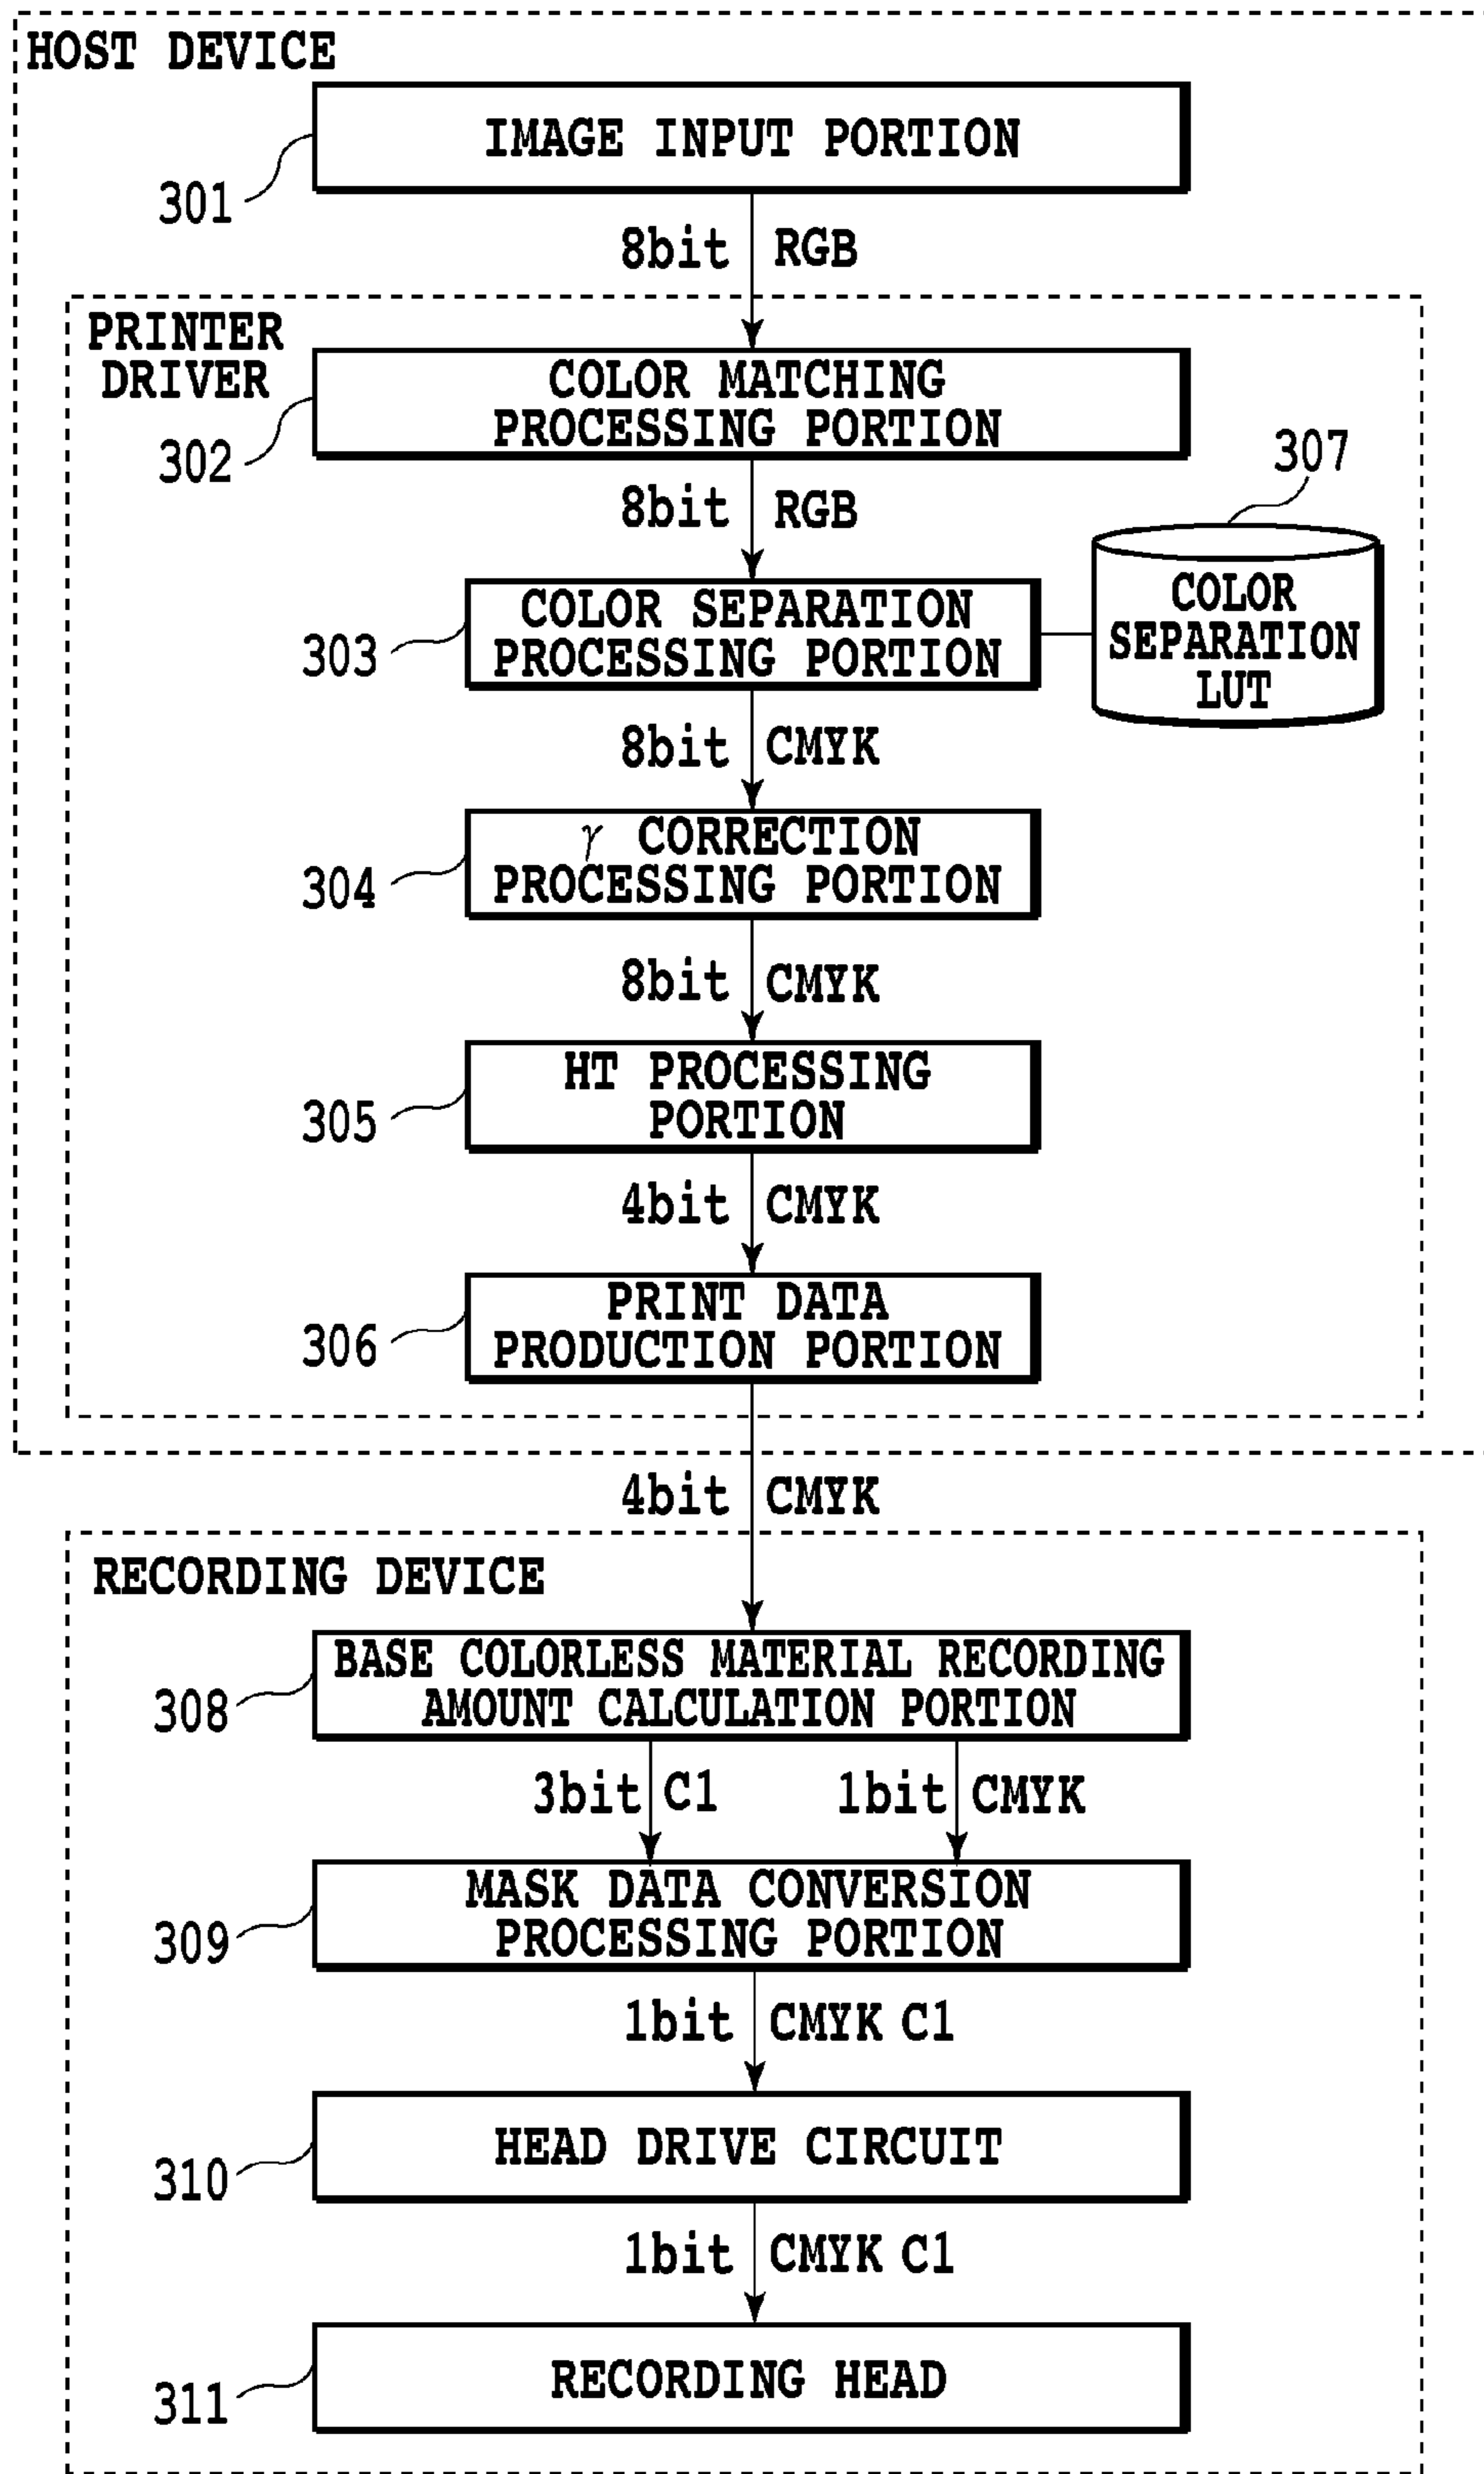 HOST DEVICE
IMAGE INPUT PORTION
301
8bit RGB
PRINTER
DRIVER
COLOR MATCHING
PROCESSING PORTION
302
8bit RGB
307
COLOR SEPARATION
PROCESSING PORTION
303
COLOR
SEPARATION
LUT
8bit CMYK
γ CORRECTION
PROCESSING PORTION
304
8bit CMYK
HT PROCESSING
PORTION
305
4bit CMYK
PRINT DATA
PRODUCTION PORTION
306
4bit CMYK
RECORDING DEVICE
BASE COLORLESS MATERIAL RECORDING
AMOUNT CALCULATION PORTION
308
3bit C1 1bit CMYK
MASK DATA CONVERSION
PROCESSING PORTION
309
1bit CMYK C1
HEAD DRIVE CIRCUIT
310
1bit CMYK C1
RECORDING HEAD
311